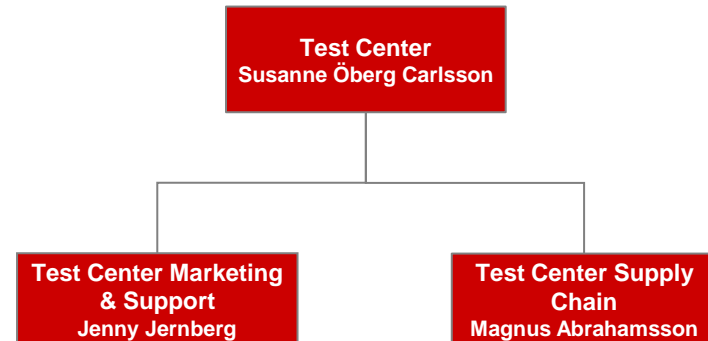 Test Center
Susanne Öberg Carlsson
Test Center Marketing
& Support
Jenny Jernberg
Test Center Supply
Chain
Magnus Abrahamsson